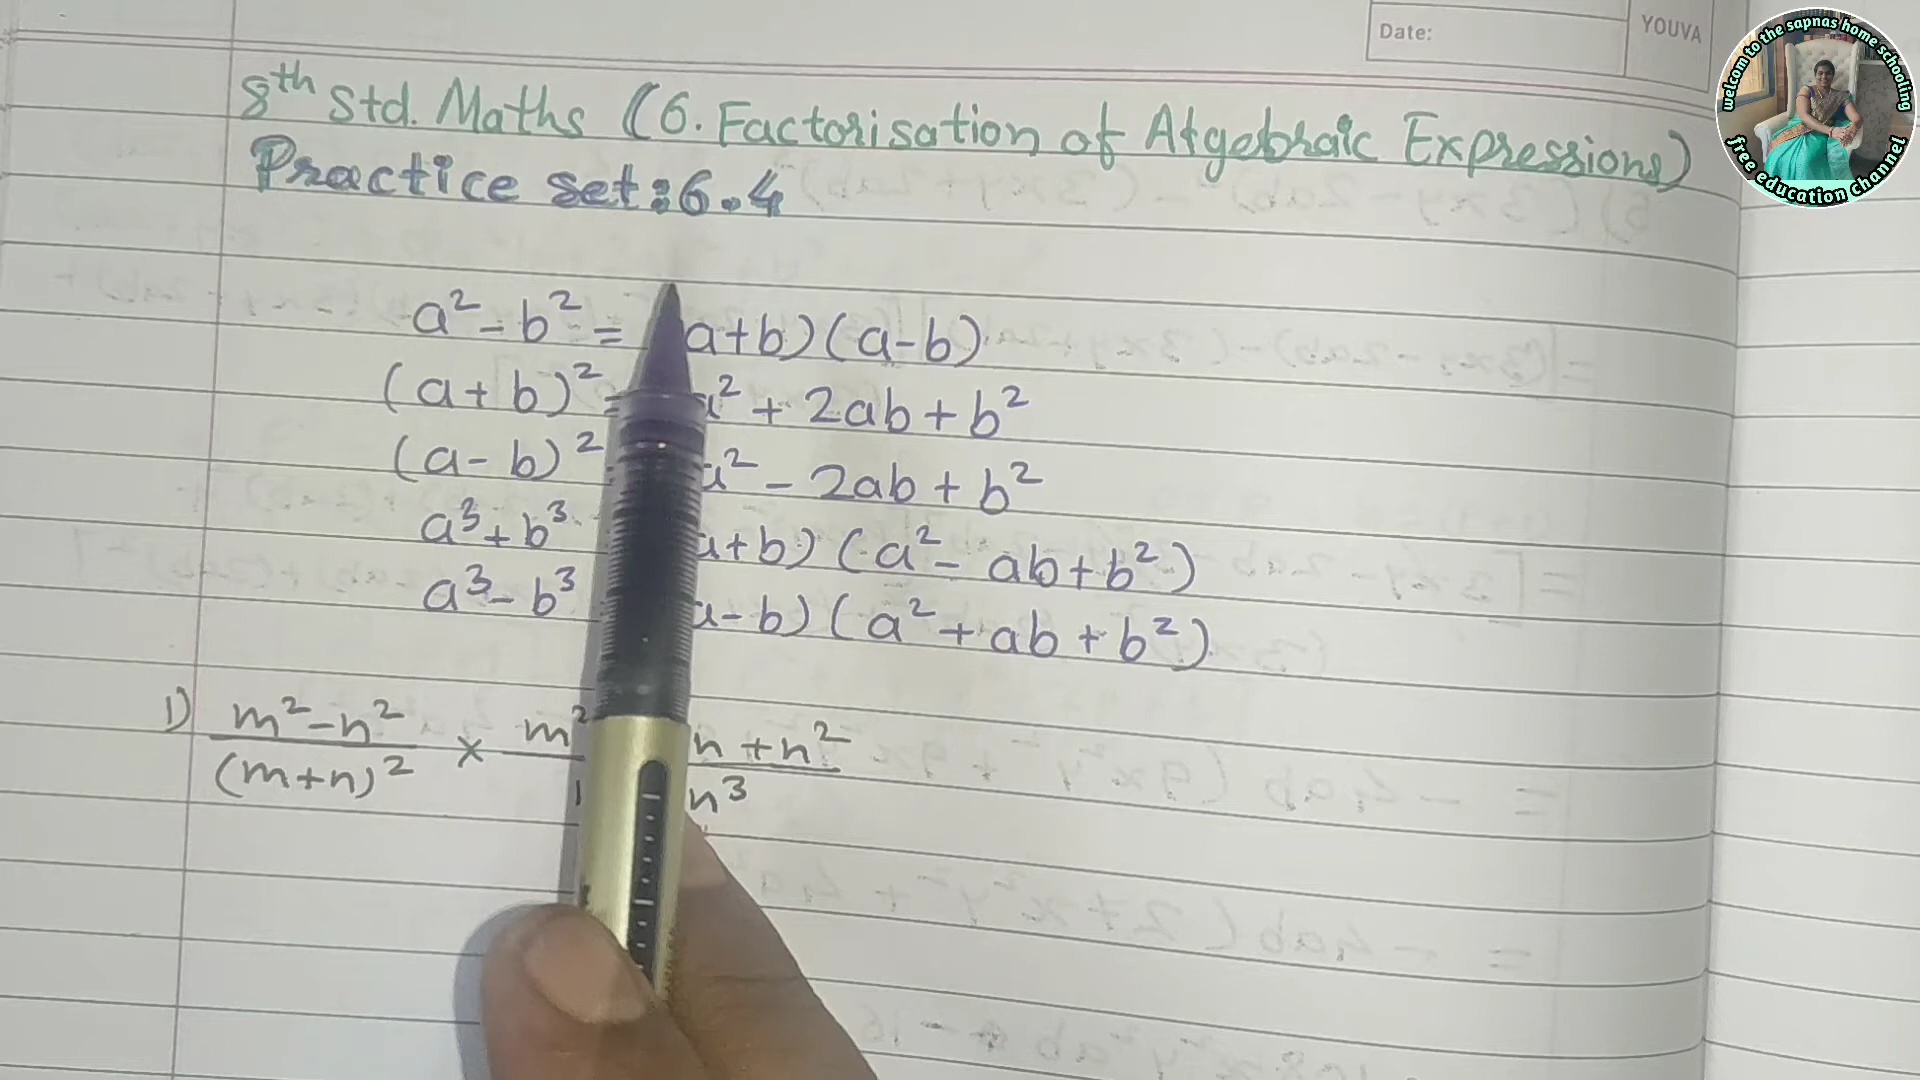 Date:
YOUVA
welcom to the sapnas home schooling
free education channel
8th Std. Maths (6. Factorisation of Algebraic Expressions)
Practice set: 6.4
a² - b² = a+b) (a-b)
(a+b)² = a² + 2ab + b²
(a-b)² a² - 2ab + b²
a³+b³ a+b) (a² - ab+b²)
a³-b³ a-b) (a² + ab + b²)
1) m²-n² / (m+n)² × m² n +n² / n³